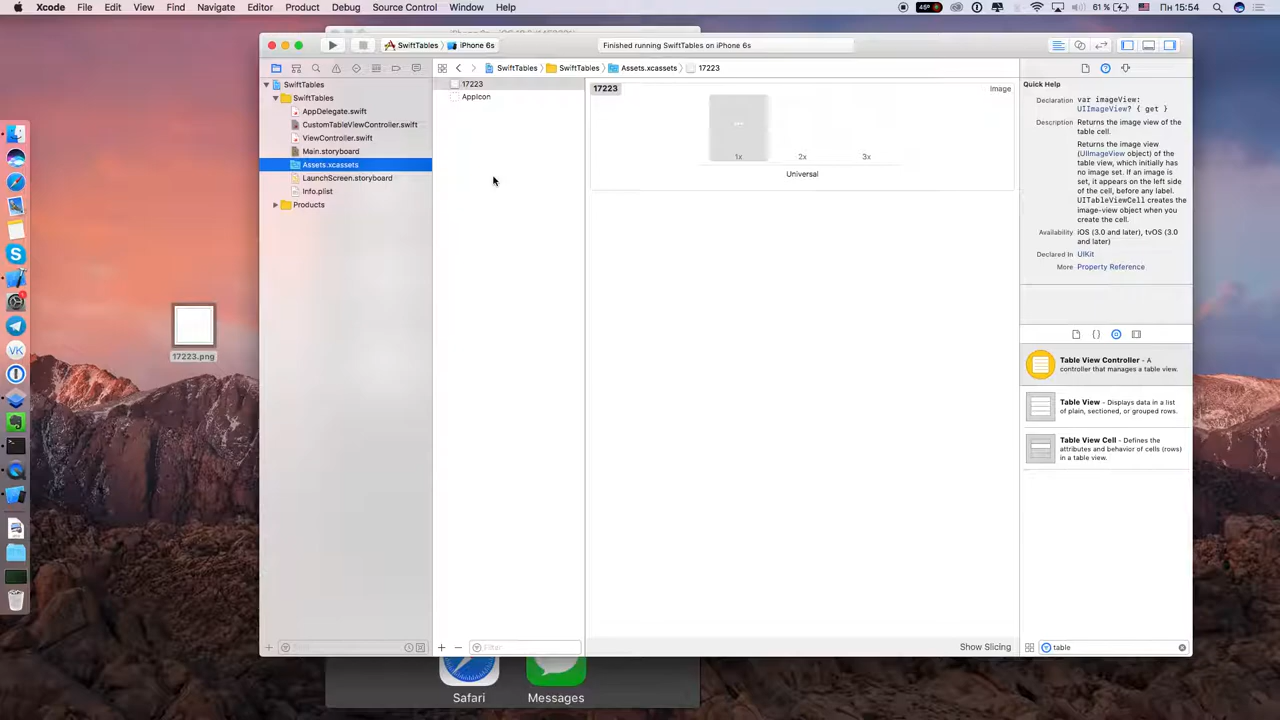 Xcode File Edit View Find Navigate Editor Product Debug Source Control Window Help
46° 61 % Пн 15:54
SwiftTables iPhone 6s
Finished running SwiftTables on iPhone 6s
SwiftTables SwiftTables Assets.xcassets 17223
SwiftTables
SwiftTables
AppDelegate.swift
CustomTableViewController.swift
ViewController.swift
Main.storyboard
Assets.xcassets
LaunchScreen.storyboard
Info.plist
Products
17223
AppIcon
17223
Image
1x 2x 3x
Universal
Quick Help
Declaration var imageView:
UIImageView? { get }
Description Returns the image view of the
table cell.
Returns the image view
(UIImageView object) of the
table view, which initially has
no image set. If an image is
set, it appears on the left side
of the cell, before any label.
UITableViewCell creates the
image-view object when you
create the cell.
Availability iOS (3.0 and later), tvOS (3.0
and later)
Declared In UIKit
More Property Reference
Table View Controller - A
controller that manages a table view.
Table View - Displays data in a list
of plain, sectioned, or grouped rows.
Table View Cell - Defines the
attributes and behavior of cells (rows)
in a table view.
17223.png
Filter
Show Slicing
table
Safari Messages